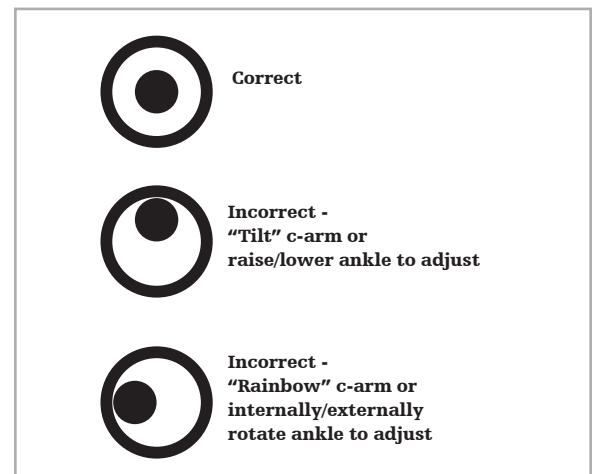 Correct
Incorrect -
“Tilt” c-arm or
raise/lower ankle to adjust
Incorrect -
“Rainbow” c-arm or
internally/externally
rotate ankle to adjust